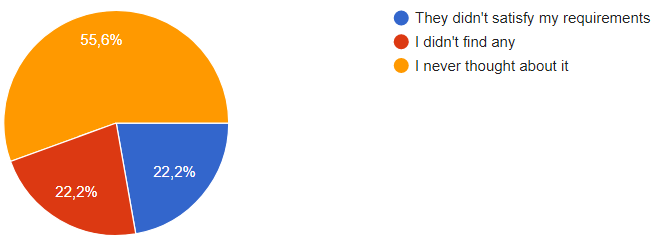 55,6%
22,2%
22,2%
They didn't satisfy my requirements
I didn't find any
I never thought about it